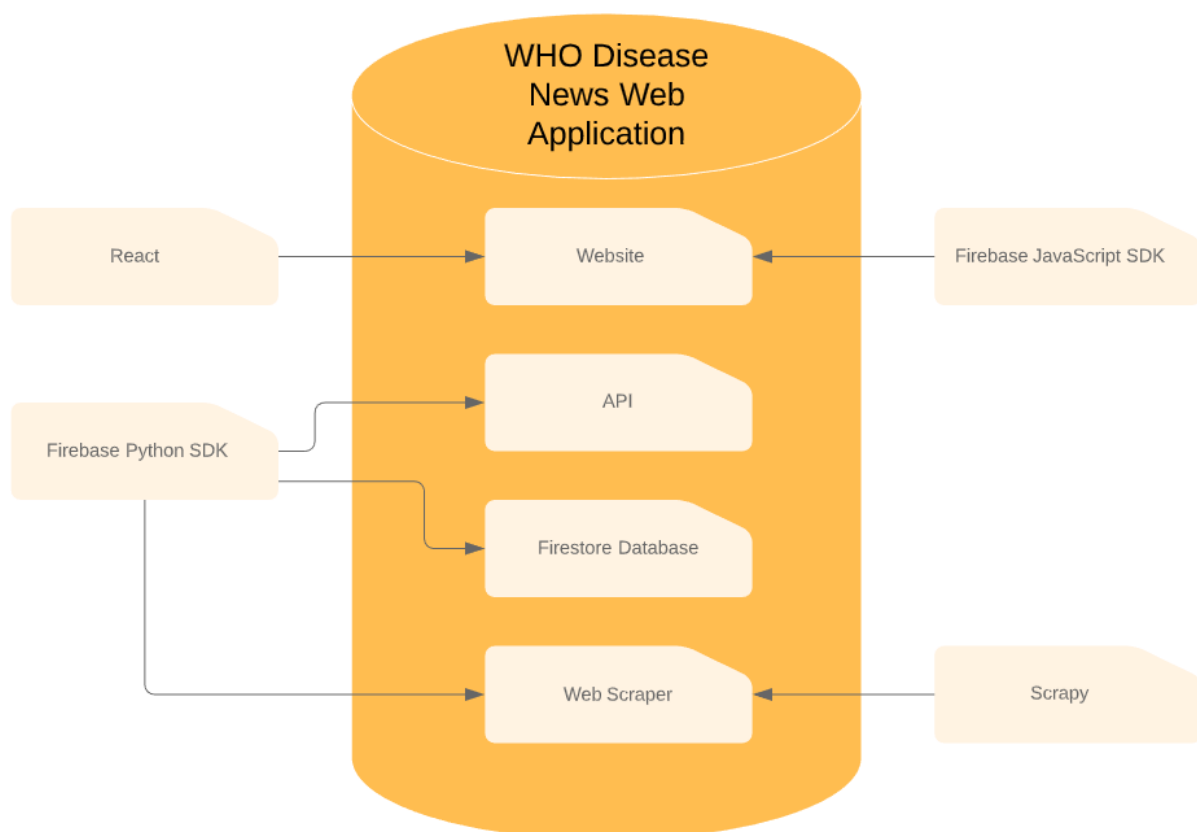 WHO Disease
News Web
Application
React
Website
Firebase JavaScript SDK
API
Firebase Python SDK
Firestore Database
Web Scraper
Scrapy